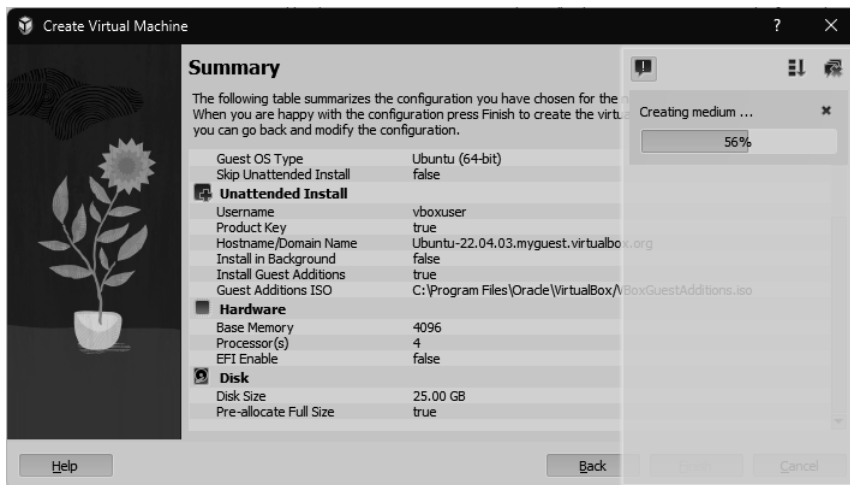 Create Virtual Machine
Summary
The following table summarizes the configuration you have chosen for the
When you are happy with the configuration press Finish to create the virtu
you can go back and modify the configuration.
Creating medium ...
56%
Guest OS Type Ubuntu (64-bit)
Skip Unattended Install false
Unattended Install
Username vboxuser
Product Key true
Hostname/Domain Name Ubuntu-22.04.03.myguest.virtualbox.org
Install in Background false
Install Guest Additions true
Guest Additions ISO C:\Program Files\Oracle\VirtualBox/VBoxGuestAdditions.iso
Hardware
Base Memory 4096
Processor(s) 4
EFI Enable false
Disk
Disk Size 25.00 GB
Pre-allocate Full Size true
Help Back Finish Cancel